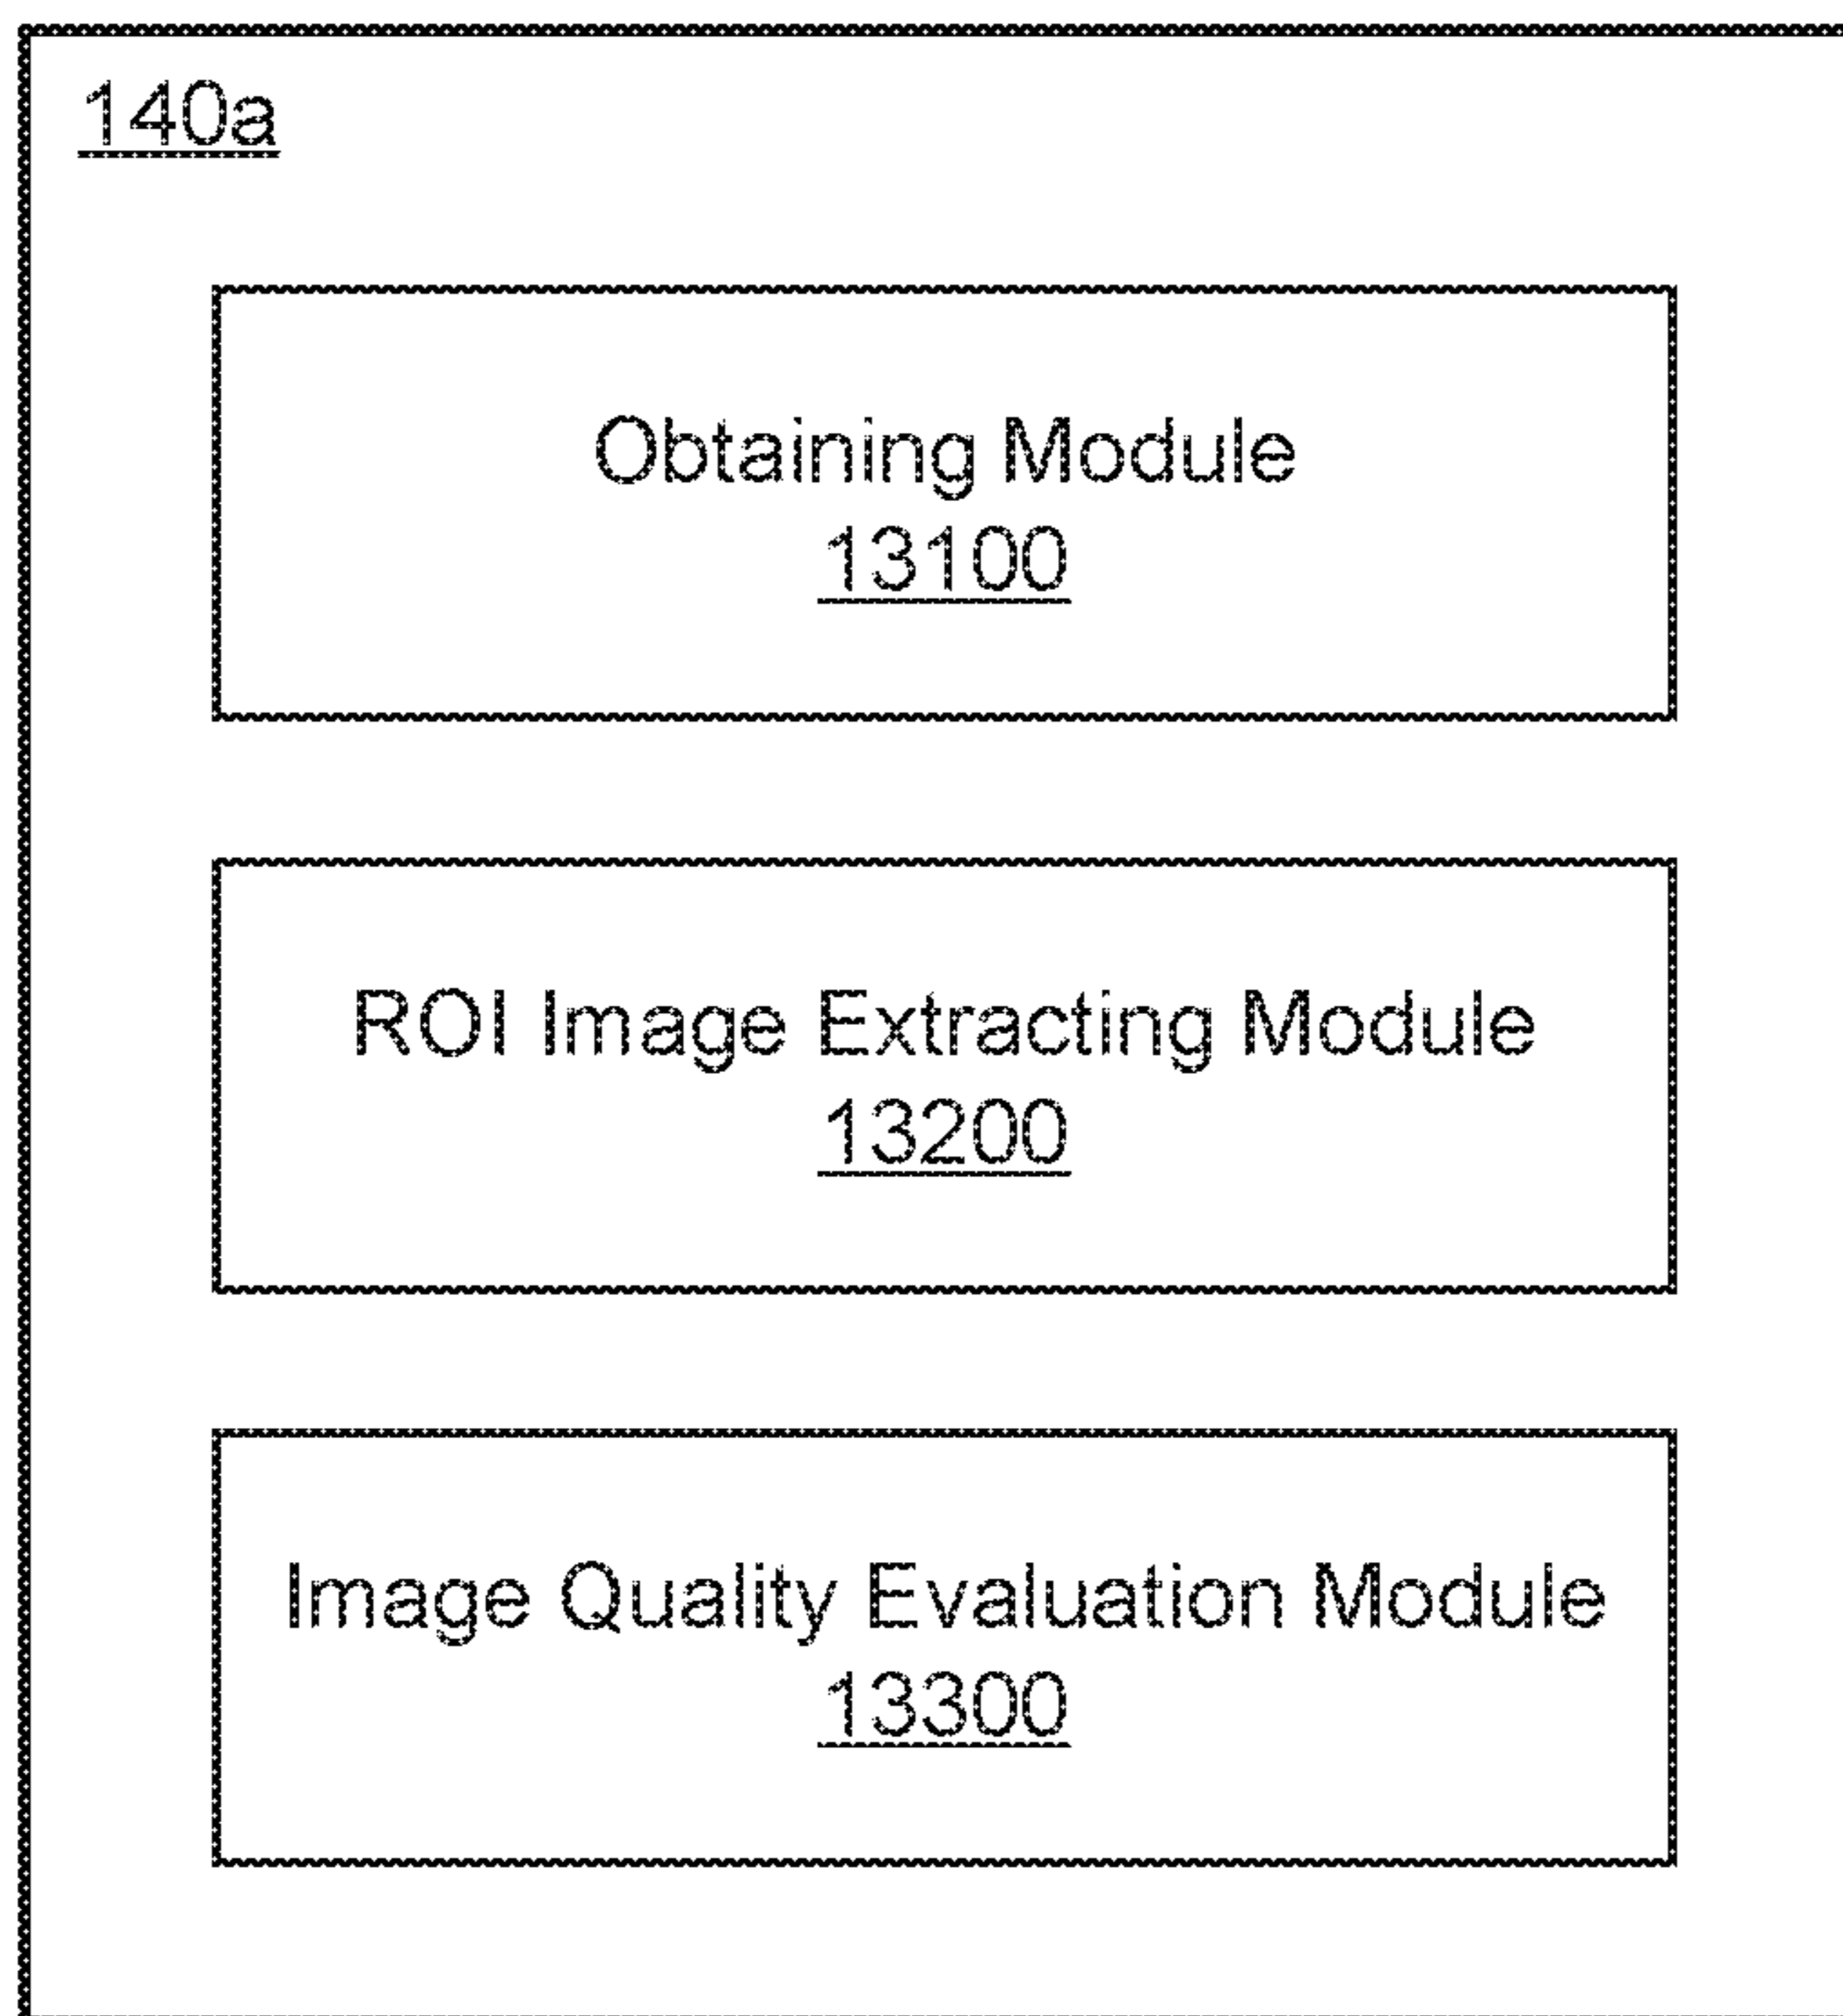 140a
Obtaining Module
13100
ROI Image Extracting Module
13200
Image Quality Evaluation Module
13300